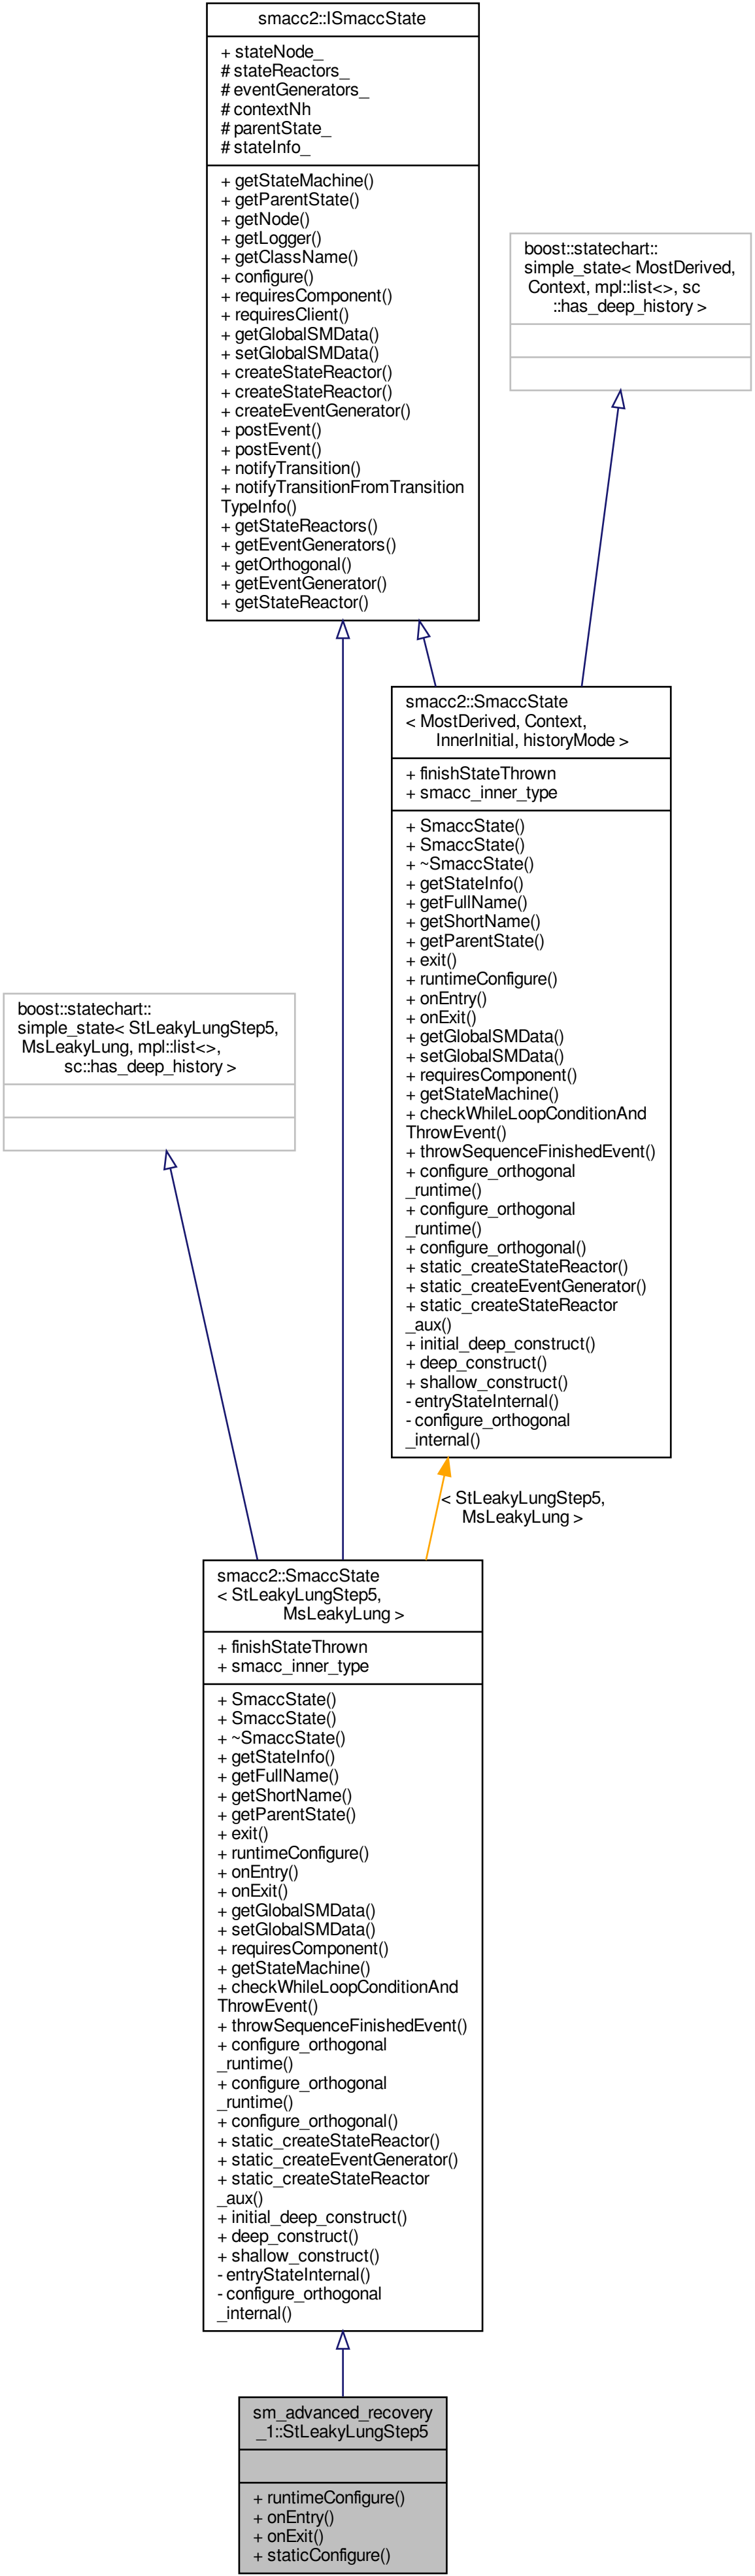 smacc2::ISmaccState
+ stateNode_
# stateReactors_
# eventGenerators_
# contextNh
# parentState_
# stateInfo_
+ getStateMachine()
+ getParentState()
+ getNode()
+ getLogger()
+ getClassName()
+ configure()
+ requiresComponent()
+ requiresClient()
+ getGlobalSMData()
+ setGlobalSMData()
+ createStateReactor()
+ createStateReactor()
+ createEventGenerator()
+ postEvent()
+ postEvent()
+ notifyTransition()
+ notifyTransitionFromTransition
TypeInfo()
+ getStateReactors()
+ getEventGenerators()
+ getOrthogonal()
+ getEventGenerator()
+ getStateReactor()
boost::statechart::
simple_state< MostDerived,
Context, mpl::list<>, sc
::has_deep_history >
smacc2::SmaccState
< MostDerived, Context,
InnerInitial, historyMode >
+ finishStateThrown
+ smacc_inner_type
+ SmaccState()
+ SmaccState()
+ ~SmaccState()
+ getStateInfo()
+ getFullName()
+ getShortName()
+ getParentState()
+ exit()
+ runtimeConfigure()
+ onEntry()
+ onExit()
+ getGlobalSMData()
+ setGlobalSMData()
+ requiresComponent()
+ getStateMachine()
+ checkWhileLoopConditionAnd
ThrowEvent()
+ throwSequenceFinishedEvent()
+ configure_orthogonal
_runtime()
+ configure_orthogonal
_runtime()
+ configure_orthogonal()
+ static_createStateReactor()
+ static_createEventGenerator()
+ static_createStateReactor
_aux()
+ initial_deep_construct()
+ deep_construct()
+ shallow_construct()
- entryStateInternal()
- configure_orthogonal
_internal()
boost::statechart::
simple_state< StLeakyLungStep5,
MsLeakyLung, mpl::list<>,
sc::has_deep_history >
< StLeakyLungStep5,
MsLeakyLung >
smacc2::SmaccState
< StLeakyLungStep5,
MsLeakyLung >
+ finishStateThrown
+ smacc_inner_type
+ SmaccState()
+ SmaccState()
+ ~SmaccState()
+ getStateInfo()
+ getFullName()
+ getShortName()
+ getParentState()
+ exit()
+ runtimeConfigure()
+ onEntry()
+ onExit()
+ getGlobalSMData()
+ setGlobalSMData()
+ requiresComponent()
+ getStateMachine()
+ checkWhileLoopConditionAnd
ThrowEvent()
+ throwSequenceFinishedEvent()
+ configure_orthogonal
_runtime()
+ configure_orthogonal
_runtime()
+ configure_orthogonal()
+ static_createStateReactor()
+ static_createEventGenerator()
+ static_createStateReactor
_aux()
+ initial_deep_construct()
+ deep_construct()
+ shallow_construct()
- entryStateInternal()
- configure_orthogonal
_internal()
sm_advanced_recovery
_1::StLeakyLungStep5
+ runtimeConfigure()
+ onEntry()
+ onExit()
+ staticConfigure()